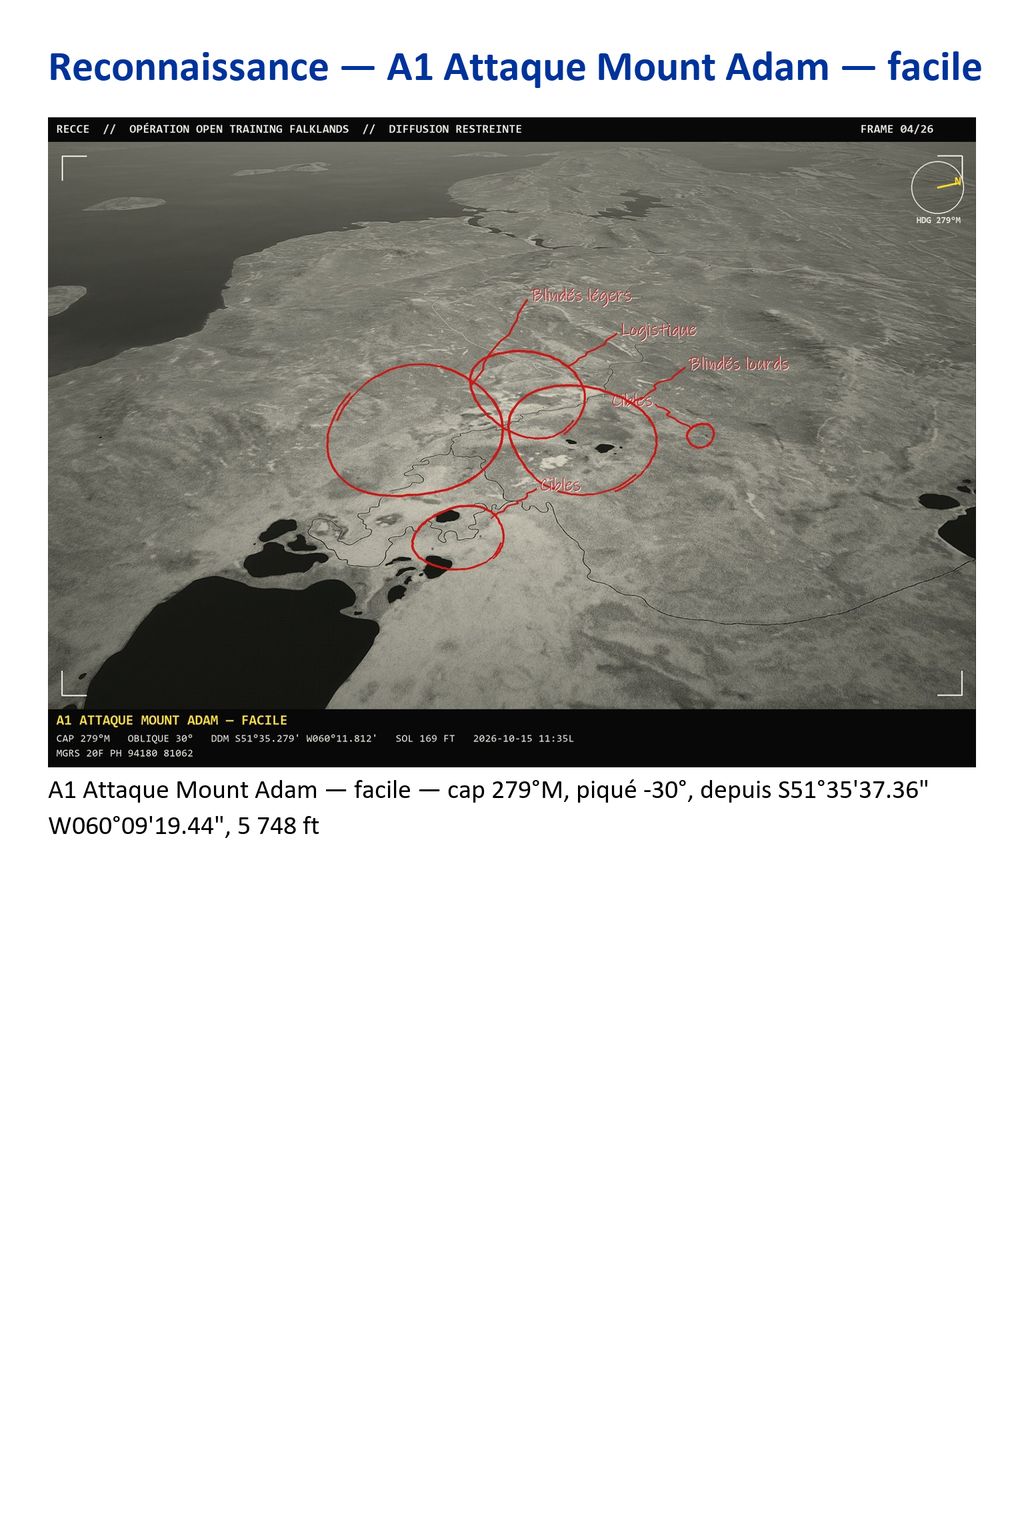 Reconnaissance — A1 Attaque Mount Adam — facile
RECCE // OPÉRATION OPEN TRAINING FALKLANDS // DIFFUSION RESTREINTE FRAME 04/26
N
HDG 279°M
Blindés légers
Logistique
Blindés lourds
Cibles
Cibles
A1 ATTAQUE MOUNT ADAM — FACILE
CAP 279°M OBLIQUE 30° DDM S51°35.279' W060°11.812' SOL 169 FT 2026-10-15 11:35L
MGRS 20F PH 94180 81062
A1 Attaque Mount Adam — facile — cap 279°M, piqué -30°, depuis S51°35'37.36"
W060°09'19.44", 5 748 ft